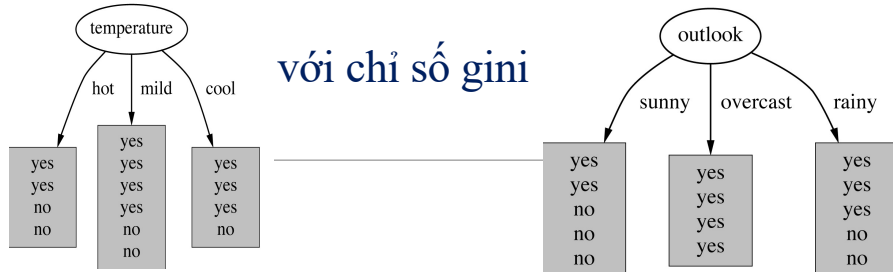 temperature
hot mild cool
yes
yes
no
no
yes
yes
yes
yes
no
no
yes
yes
yes
no
với chỉ số gini
outlook
sunny overcast rainy
yes
yes
no
no
no
yes
yes
yes
yes
yes
yes
yes
no
no